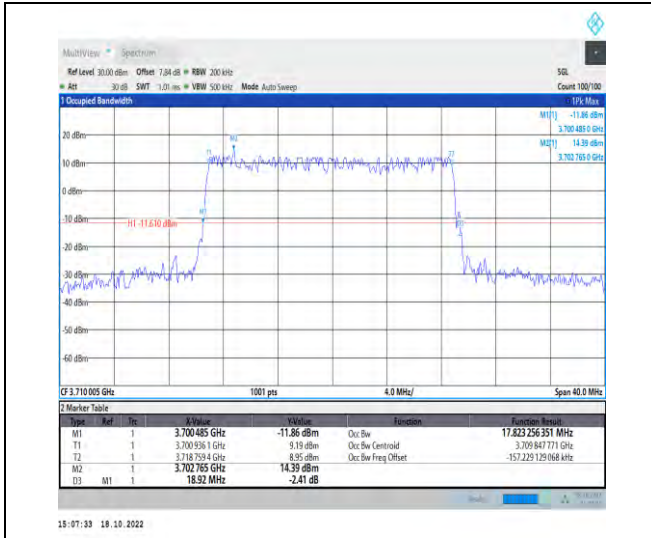 MultiView Spectrum
Ref Level 30.00 dBm Offset 7.84 dB RBW 200 kHz SGL
Att 30 dB SWT 1.01 ms VBW 500 kHz Mode Auto Sweep Count 100/100
1 Occupied Bandwidth 1Pk Max
M1[1] -11.86 dBm
3.700 485 0 GHz
M2[1] 14.39 dBm
3.702 765 0 GHz
20 dBm
M2
T1 T2
10 dBm
0 dBm
M1
-10 dBm
H1 -11.610 dBm
D3
-20 dBm
-30 dBm
-40 dBm
-50 dBm
-60 dBm
CF 3.710 005 GHz 1001 pts 4.0 MHz/ Span 40.0 MHz
2 Marker Table
Type Ref Trc X-Value Y-Value Function Function Result
M1 1 3.700 485 GHz -11.86 dBm Occ Bw 17.823 256 351 MHz
T1 1 3.700 936 1 GHz 9.19 dBm Occ Bw Centroid 3.709 847 771 GHz
T2 1 3.718 759 4 GHz 8.95 dBm Occ Bw Freq Offset -157.229 129 068 kHz
M2 1 3.702 765 GHz 14.39 dBm
D3 M1 1 18.92 MHz -2.41 dB
15:07:33 18.10.2022